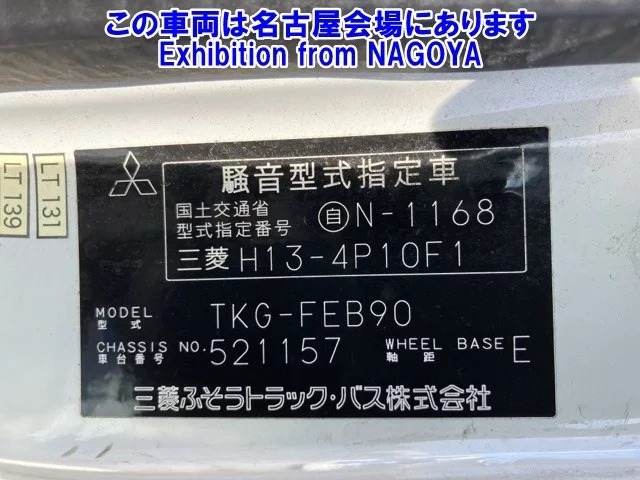 この車両は名古屋会場にあります
Exhibition from NAGOYA
LT 139
LT 131
騒音型式指定車
国土交通省
型式指定番号
自 N-1168
三菱 H13-4P10F1
MODEL
型式
TKG-FEB90
CHASSIS NO.
車台番号
521157
WHEEL BASE
軸距
E
三菱ふそうトラック・バス株式会社